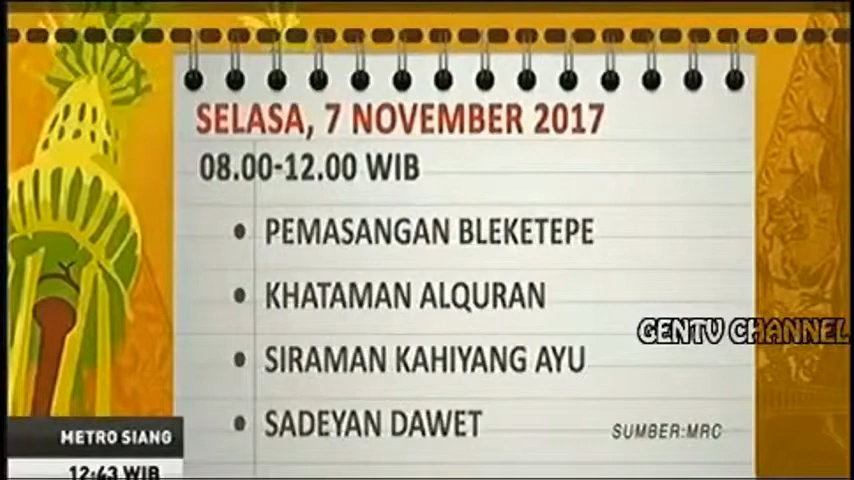 SELASA, 7 NOVEMBER 2017
08.00-12.00 WIB
• PEMASANGAN BLEKETEPE
• KHATAMAN ALQURAN
GENTV CHANNEL
• SIRAMAN KAHIYANG AYU
• SADEYAN DAWET
SUMBER:MRC
METRO SIANG
12:43 WIB